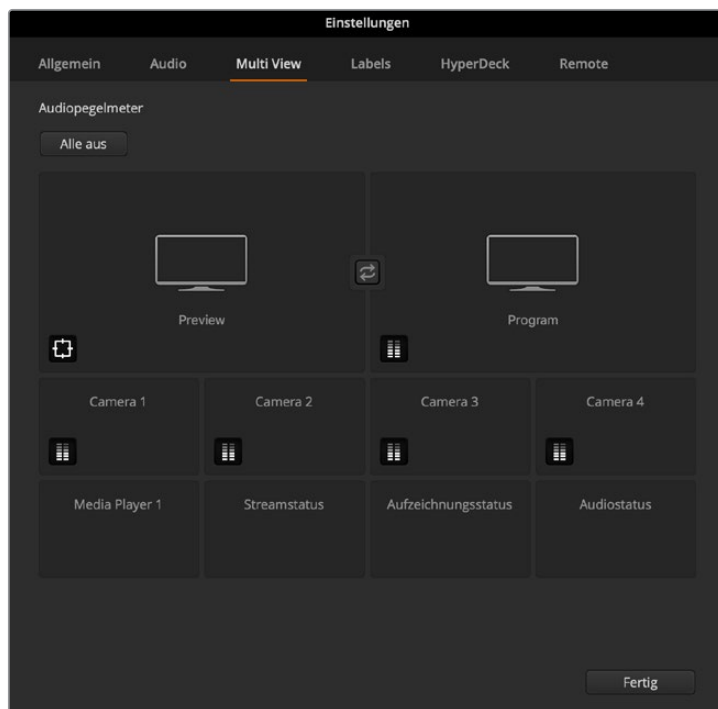 Einstellungen
Allgemein Audio Multi View Labels HyperDeck Remote
Audiopegelmeter
Alle aus
Preview Program
Camera 1 Camera 2 Camera 3 Camera 4
Media Player 1 Streamstatus Aufzeichnungsstatus Audiostatus
Fertig